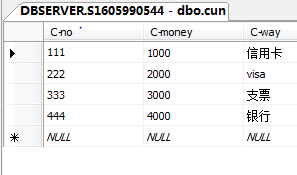 DBSERVER.S1605990544 - dbo.cun
C-no C-money C-way
111 1000 信用卡
222 2000 visa
333 3000 支票
444 4000 银行
NULL NULL NULL